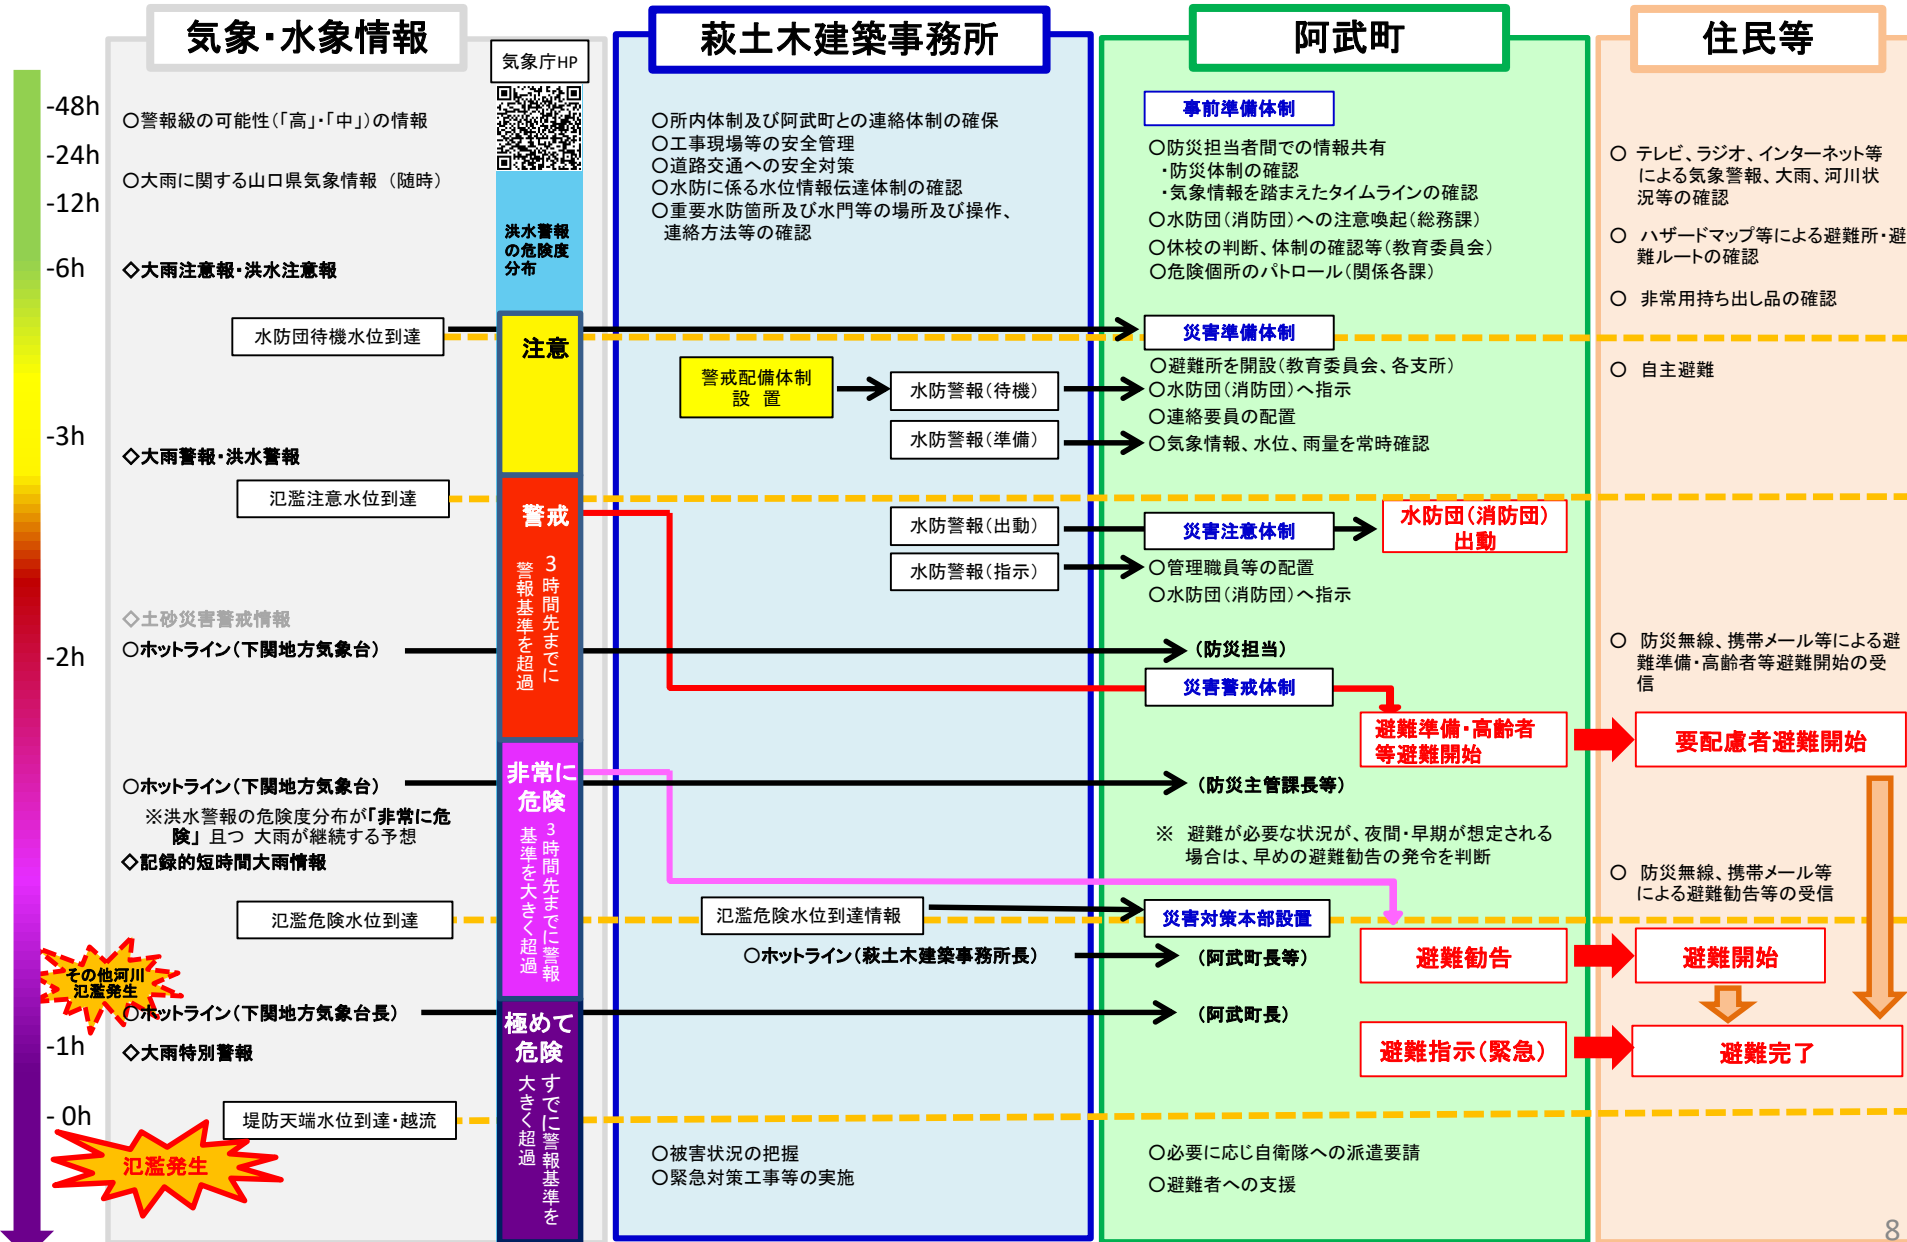 気象・水象情報
萩土木建築事務所
阿武町
住民等
-48h
-24h
-12h
-6h
-3h
-2h
-1h
- 0h
○警報級の可能性(「高」・「中」)の情報
○大雨に関する山口県気象情報 (随時)
◇大雨注意報・洪水注意報
水防団待機水位到達
◇大雨警報・洪水警報
氾濫注意水位到達
◇土砂災害警戒情報
○ホットライン(下関地方気象台)
○ホットライン(下関地方気象台)
※洪水警報の危険度分布が「非常に危
険」 且つ 大雨が継続する予想
◇記録的短時間大雨情報
氾濫危険水位到達
その他河川
氾濫発生
○ホットライン(下関地方気象台長)
◇大雨特別警報
堤防天端水位到達・越流
氾濫発生
気象庁HP
洪水警報
の危険度
分布
注意
警戒
3時間先までに
警報基準を超過
非常に
危険
3時間先までに警報
基準を大きく超過
極めて
危険
すでに警報基準を
大きく超過
○所内体制及び阿武町との連絡体制の確保
○工事現場等の安全管理
○道路交通への安全対策
○水防に係る水位情報伝達体制の確認
○重要水防箇所及び水門等の場所及び操作、
連絡方法等の確認
警戒配備体制
設 置
水防警報(待機)
水防警報(準備)
水防警報(出動)
水防警報(指示)
氾濫危険水位到達情報
○ホットライン(萩土木建築事務所長)
○被害状況の把握
○緊急対策工事等の実施
事前準備体制
○防災担当者間での情報共有
・防災体制の確認
・気象情報を踏まえたタイムラインの確認
○水防団(消防団)への注意喚起(総務課)
○休校の判断、体制の確認等(教育委員会)
○危険個所のパトロール(関係各課)
災害準備体制
○避難所を開設(教育委員会、各支所)
○水防団(消防団)へ指示
○連絡要員の配置
○気象情報、水位、雨量を常時確認
災害注意体制
水防団(消防団)
出動
○管理職員等の配置
○水防団(消防団)へ指示
(防災担当)
災害警戒体制
避難準備・高齢者
等避難開始
(防災主管課長等)
※ 避難が必要な状況が、夜間・早期が想定される
場合は、早めの避難勧告の発令を判断
災害対策本部設置
(阿武町長等)
避難勧告
(阿武町長)
避難指示(緊急)
○必要に応じ自衛隊への派遣要請
○避難者への支援
○ テレビ、ラジオ、インターネット等
による気象警報、大雨、河川状
況等の確認
○ ハザードマップ等による避難所・避
難ルートの確認
○ 非常用持ち出し品の確認
○ 自主避難
○ 防災無線、携帯メール等による避
難準備・高齢者等避難開始の受
信
要配慮者避難開始
○ 防災無線、携帯メール等
による避難勧告等の受信
避難開始
避難完了
8